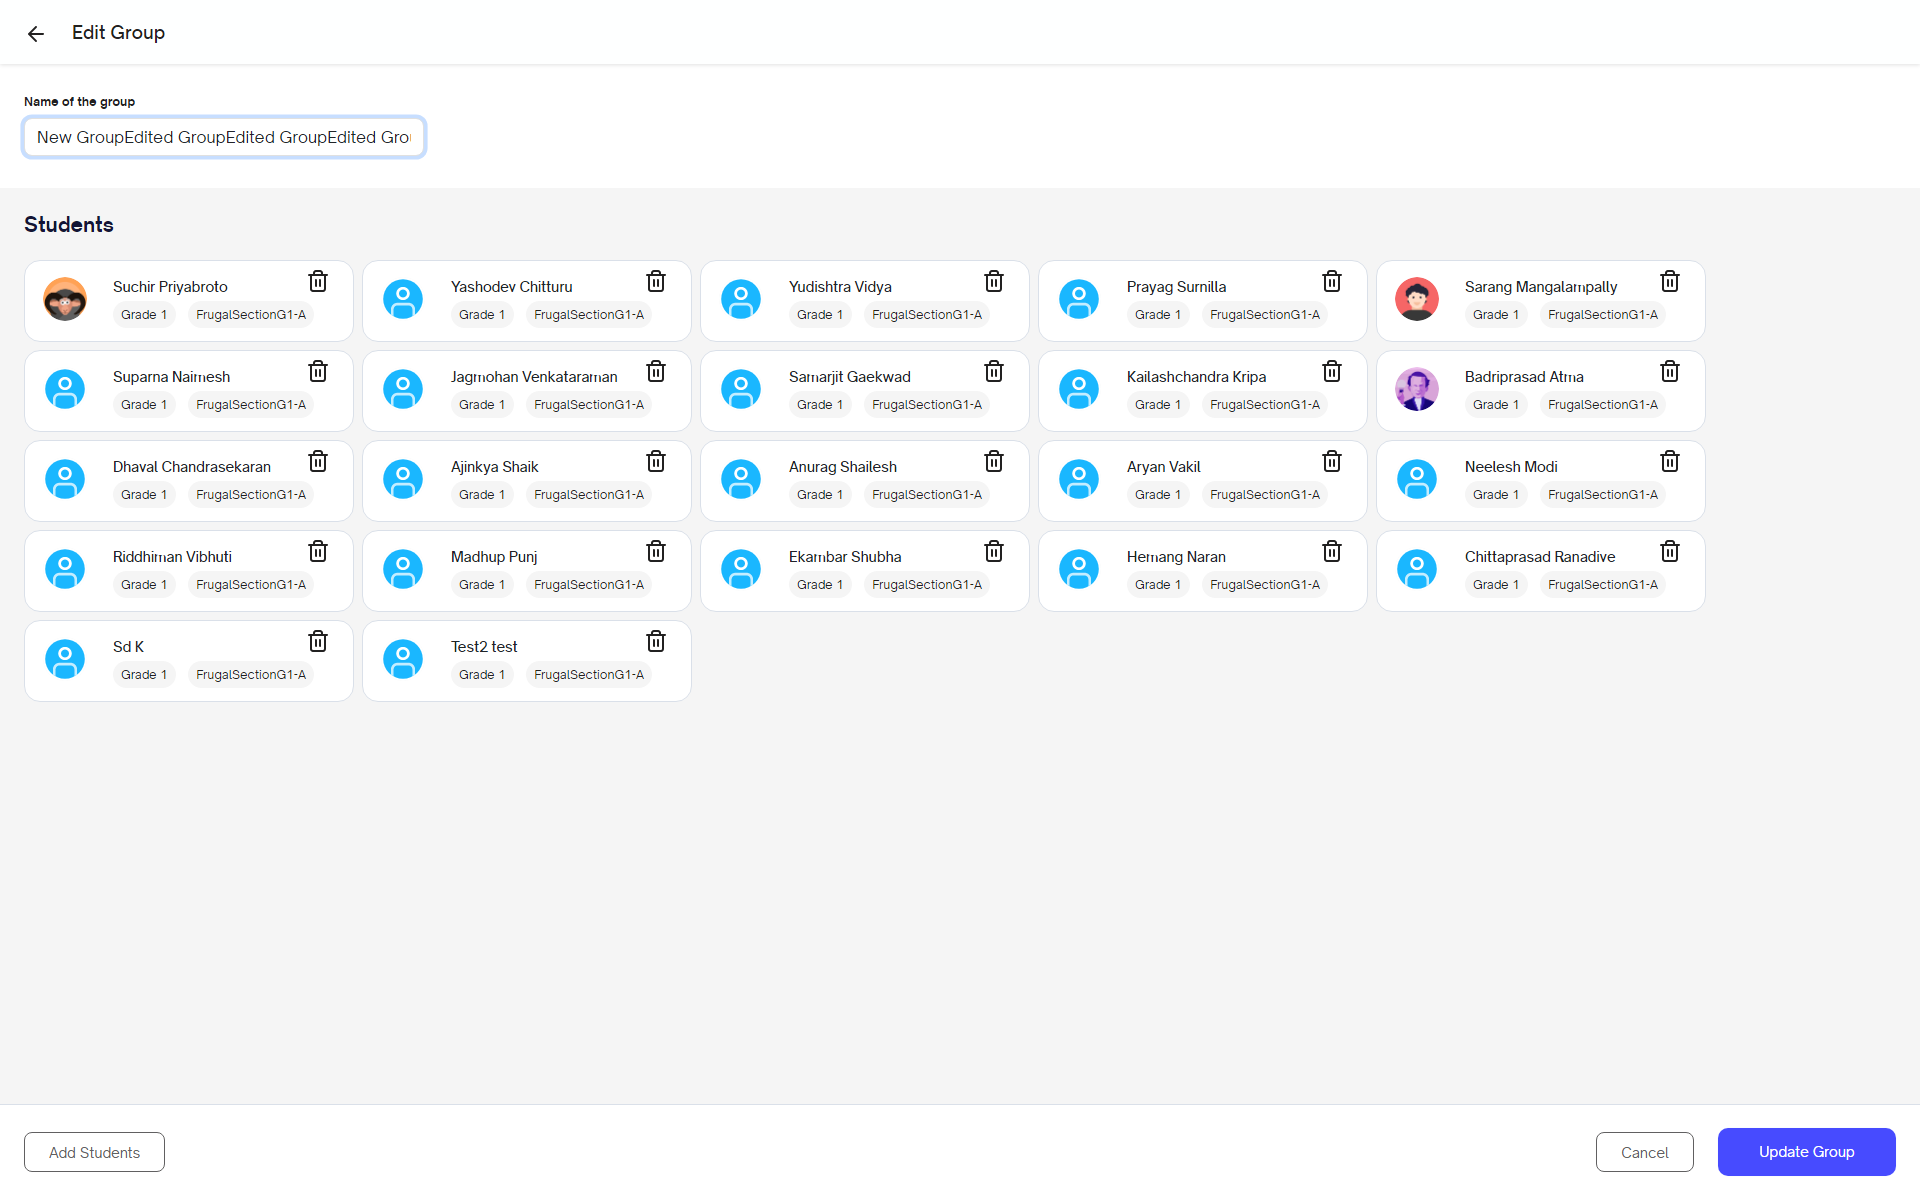 Edit Group
Name of the group
New GroupEdited GroupEdited GroupEdited Gro
Students
Suchir Priyabroto
Grade 1 FrugalSectionG1-A
Yashodev Chitturu
Grade 1 FrugalSectionG1-A
Yudishtra Vidya
Grade 1 FrugalSectionG1-A
Prayag Surnilla
Grade 1 FrugalSectionG1-A
Sarang Mangalampally
Grade 1 FrugalSectionG1-A
Suparna Naimesh
Grade 1 FrugalSectionG1-A
Jagmohan Venkataraman
Grade 1 FrugalSectionG1-A
Samarjit Gaekwad
Grade 1 FrugalSectionG1-A
Kailashchandra Kripa
Grade 1 FrugalSectionG1-A
Badriprasad Atma
Grade 1 FrugalSectionG1-A
Dhaval Chandrasekaran
Grade 1 FrugalSectionG1-A
Ajinkya Shaik
Grade 1 FrugalSectionG1-A
Anurag Shailesh
Grade 1 FrugalSectionG1-A
Aryan Vakil
Grade 1 FrugalSectionG1-A
Neelesh Modi
Grade 1 FrugalSectionG1-A
Riddhiman Vibhuti
Grade 1 FrugalSectionG1-A
Madhup Punj
Grade 1 FrugalSectionG1-A
Ekambar Shubha
Grade 1 FrugalSectionG1-A
Hemang Naran
Grade 1 FrugalSectionG1-A
Chittaprasad Ranadive
Grade 1 FrugalSectionG1-A
Sd K
Grade 1 FrugalSectionG1-A
Test2 test
Grade 1 FrugalSectionG1-A
Add Students
Cancel
Update Group